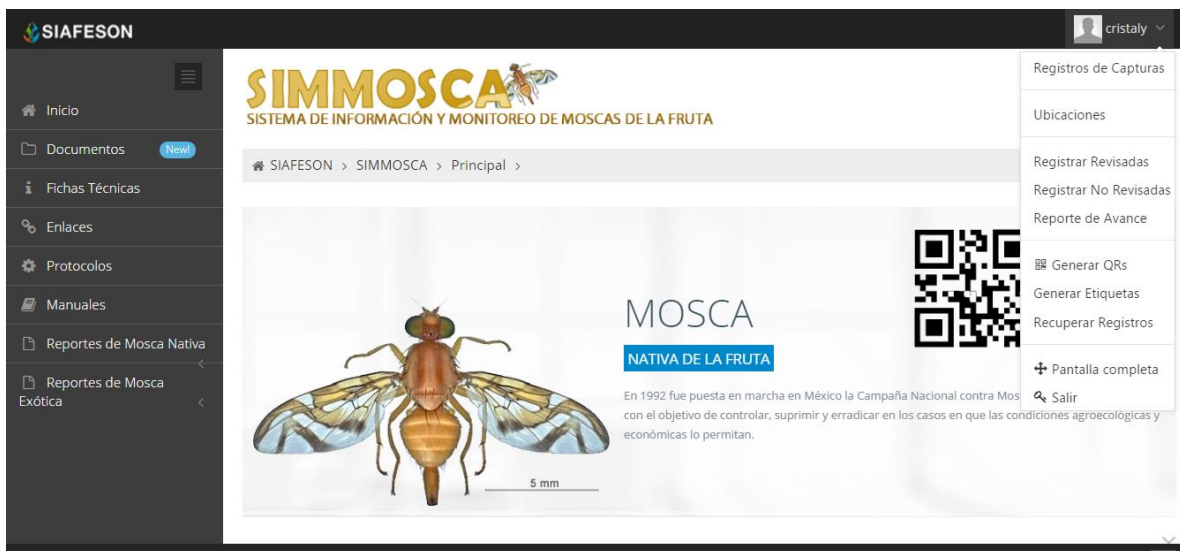 SIAFESON
cristaly
Inicio
Documentos New!
Fichas Técnicas
Enlaces
Protocolos
Manuales
Reportes de Mosca Nativa
Reportes de Mosca
Exótica
SIMMOSCA
SISTEMA DE INFORMACIÓN Y MONITOREO DE MOSCAS DE LA FRUTA
SIAFESON > SIMMOSCA > Principal >
MOSCA
NATIVA DE LA FRUTA
En 1992 fue puesta en marcha en México la Campaña Nacional contra Mos
con el objetivo de controlar, suprimir y erradicar en los casos en que las condiciones agroecológicas y
económicas lo permitan.
5 mm
Registros de Capturas
Ubicaciones
Registrar Revisadas
Registrar No Revisadas
Reporte de Avance
Generar QRs
Generar Etiquetas
Recuperar Registros
Pantalla completa
Salir